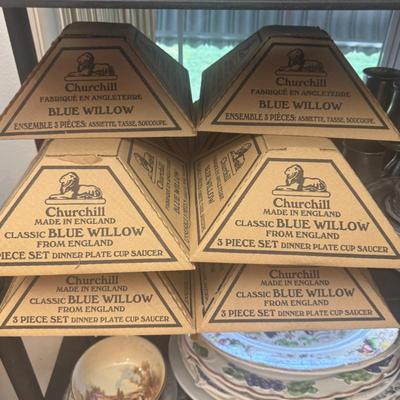 Churchill
FABRIQUÉ EN ANGLETERRE
BLUE WILLOW
ENSEMBLE 3 PIÈCES: ASSIETTE, TASSE, SOUCOUPE.
Churchill
FABRIQUÉ EN ANGLETERRE
BLUE WILLOW
ENSEMBLE 3 PIÈCES: ASSIETTE, TASSE, SOUCOUPE.
Churchill
MADE IN ENGLAND
CLASSIC BLUE WILLOW
FROM ENGLAND
PIECE SET DINNER PLATE CUP SAUCER
BLUE WILLOW
Churchill
MADE IN ENGLAND
CLASSIC BLUE WILLOW
FROM ENGLAND
3 PIECE SET DINNER PLATE CUP SAUCER
BLUE WILLOW
Churchill
MADE IN ENGLAND
CLASSIC BLUE WILLOW
FROM ENGLAND
3 PIECE SET DINNER PLATE CUP SAUCER
Churchill
MADE IN ENGLAND
CLASSIC BLUE WILLOW
FROM ENGLAND
3 PIECE SET DINNER PLATE CUP SAUCER